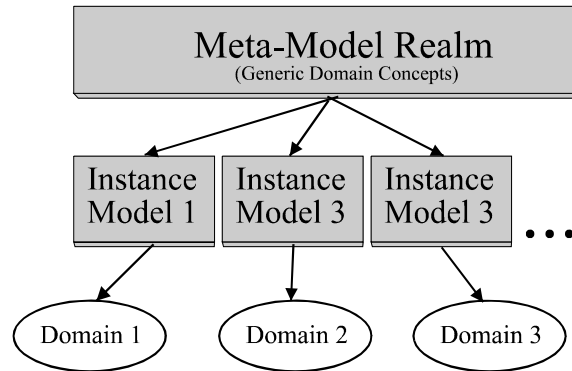 Meta-Model Realm
(Generic Domain Concepts)
Instance
Model 1
Instance
Model 3
Instance
Model 3
...
Domain 1
Domain 2
Domain 3